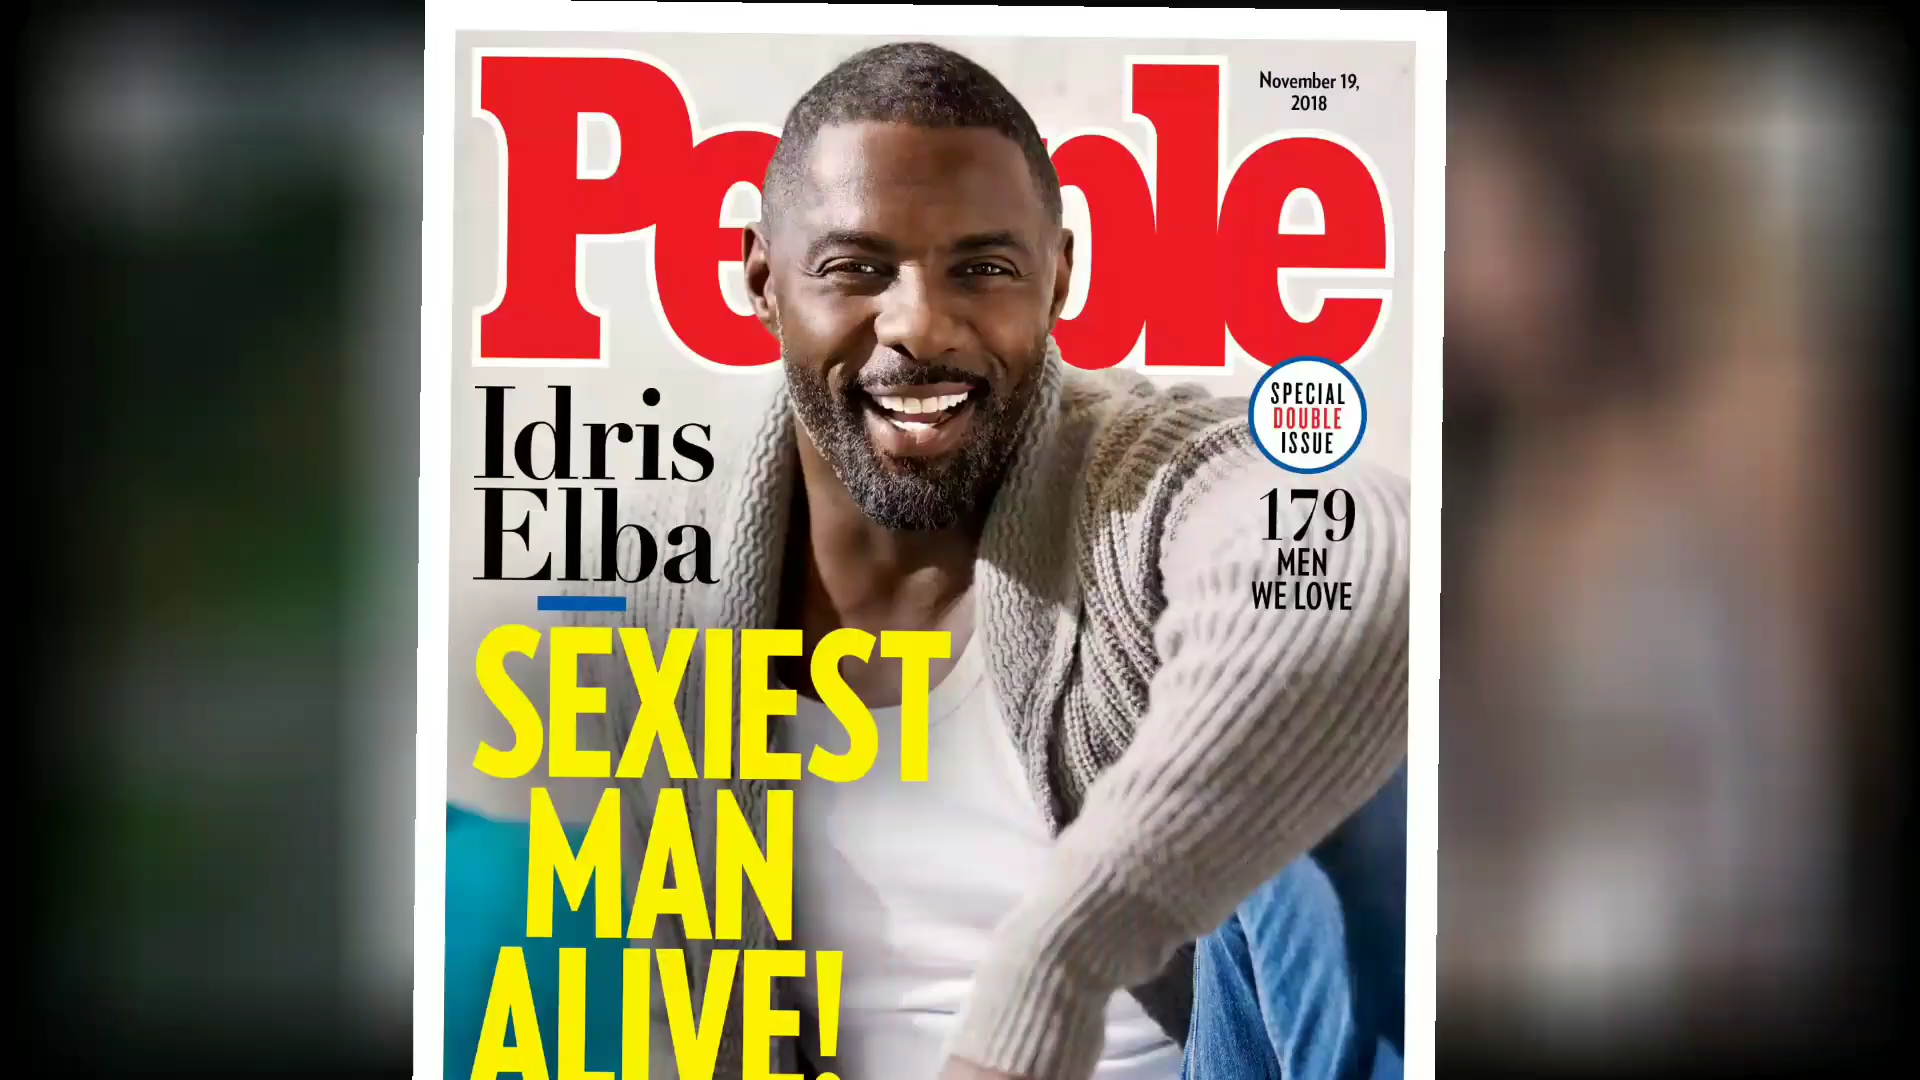 People
November 19,
2018
Idris
Elba
SPECIAL
DOUBLE
ISSUE
179
MEN
WE LOVE
SEXIEST
MAN
ALIVE!